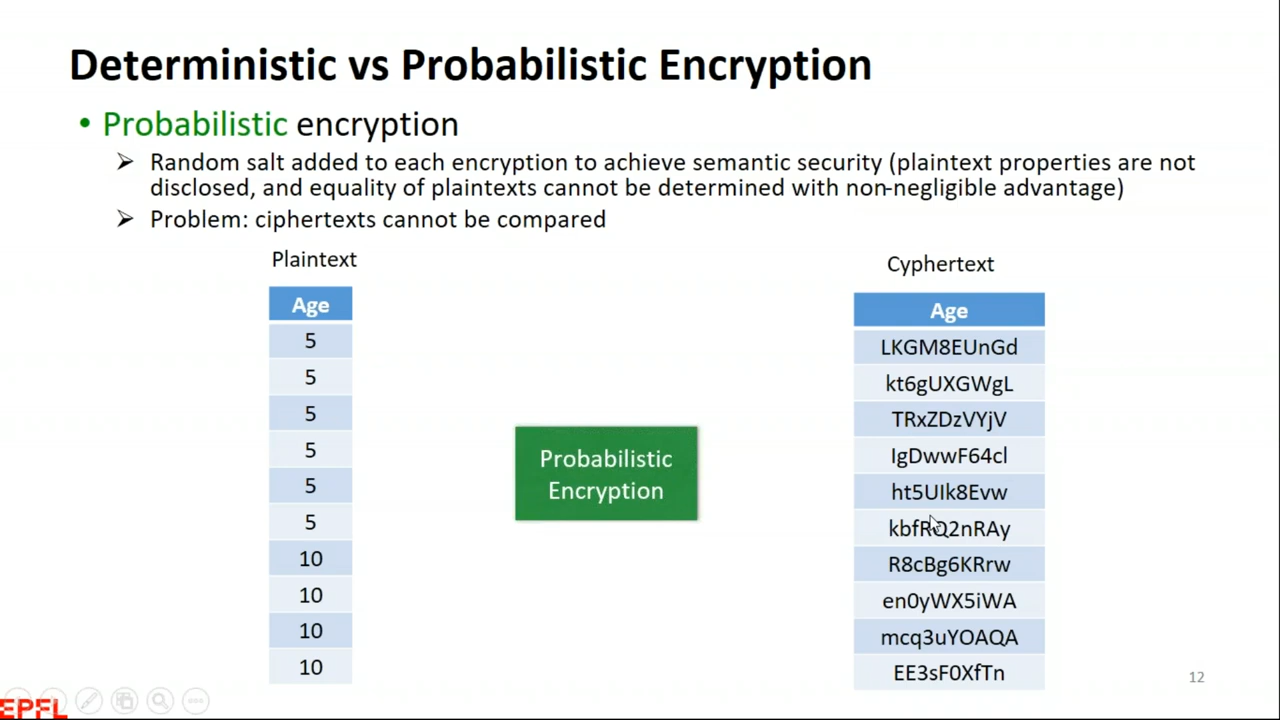 Deterministic vs Probabilistic Encryption
• Probabilistic encryption
➢ Random salt added to each encryption to achieve semantic security (plaintext properties are not
disclosed, and equality of plaintexts cannot be determined with non-negligible advantage)
➢ Problem: ciphertexts cannot be compared
Plaintext
Age
5
5
5
5
5
5
10
10
10
10
Probabilistic
Encryption
Cyphertext
Age
LKGM8EUnGd
kt6gUXGWgL
TRxZDzVYjV
IgDwwF64cl
ht5UIk8Evw
kbfRQ2nRAy
R8cBg6KRrw
en0yWX5iWA
mcq3uYOAQA
EE3sF0XfTn
12
EPFL